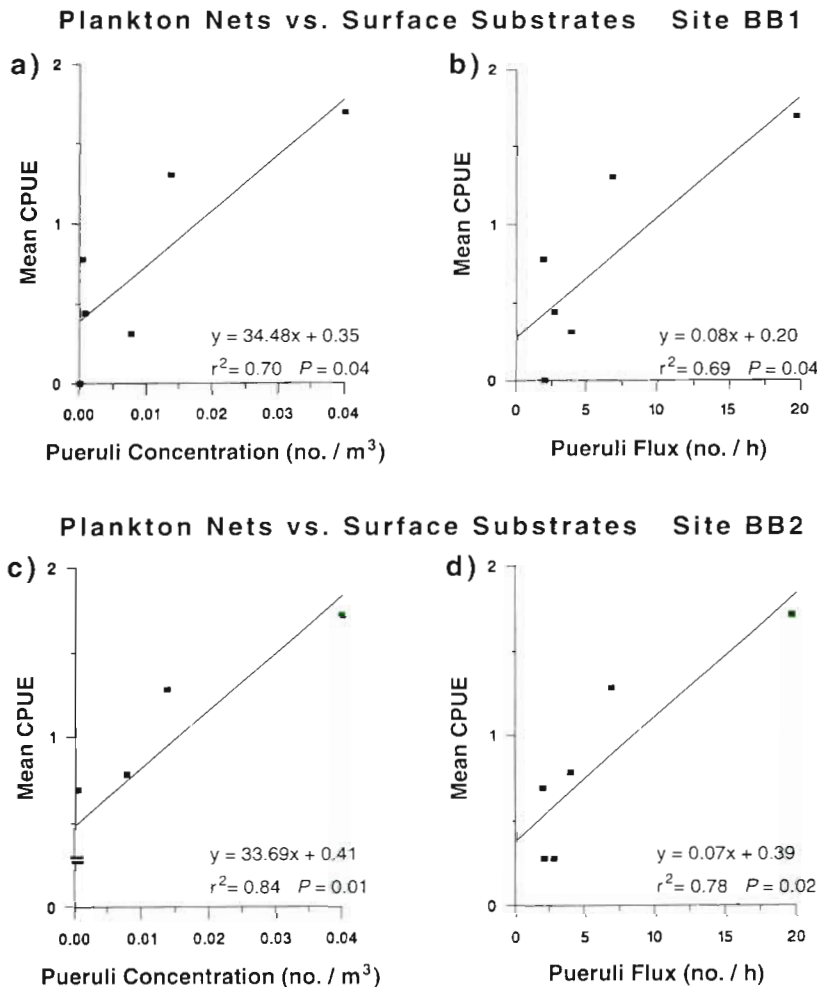 Plankton Nets vs. Surface Substrates Site BB1
a)
2
1
0
Mean CPUE
y = 34.48x + 0.35
r² = 0.70 P = 0.04
0.00 0.01 0.02 0.03 0.04
Pueruli Concentration (no. / m³)
b)
2
1
0
Mean CPUE
y = 0.08x + 0.20
r² = 0.69 P = 0.04
0 5 10 15 20
Pueruli Flux (no. / h)
Plankton Nets vs. Surface Substrates Site BB2
c)
2
1
0
Mean CPUE
y = 33.69x + 0.41
r² = 0.84 P = 0.01
0.00 0.01 0.02 0.03 0.04
Pueruli Concentration (no. / m³)
d)
2
1
0
Mean CPUE
y = 0.07x + 0.39
r² = 0.78 P = 0.02
0 5 10 15 20
Pueruli Flux (no. / h)